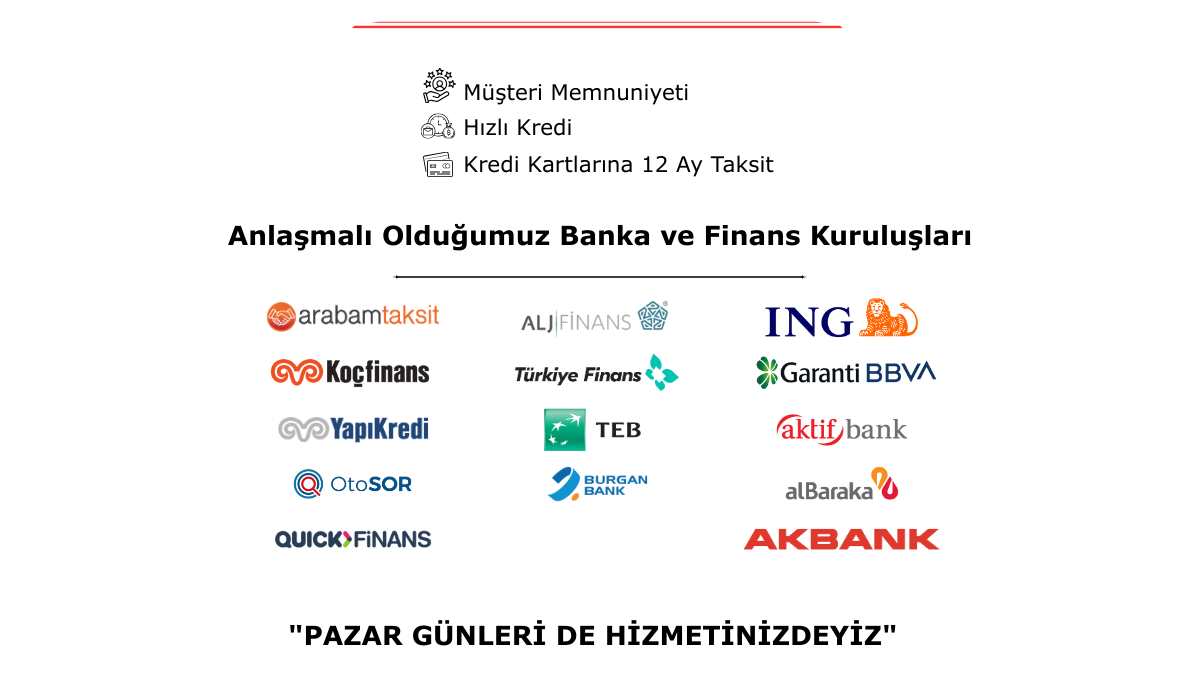 Müşteri Memnuniyeti
Hızlı Kredi
Kredi Kartlarına 12 Ay Taksit
Anlaşmalı Olduğumuz Banka ve Finans Kuruluşları
arabamtaksit ALJ FİNANS ING
Koçfinans Türkiye Finans Garanti BBVA
YapıKredi TEB aktif bank
OtoSOR BURGAN BANK alBaraka
QUICK FİNANS AKBANK
"PAZAR GÜNLERİ DE HİZMETİNİZDEYİZ"